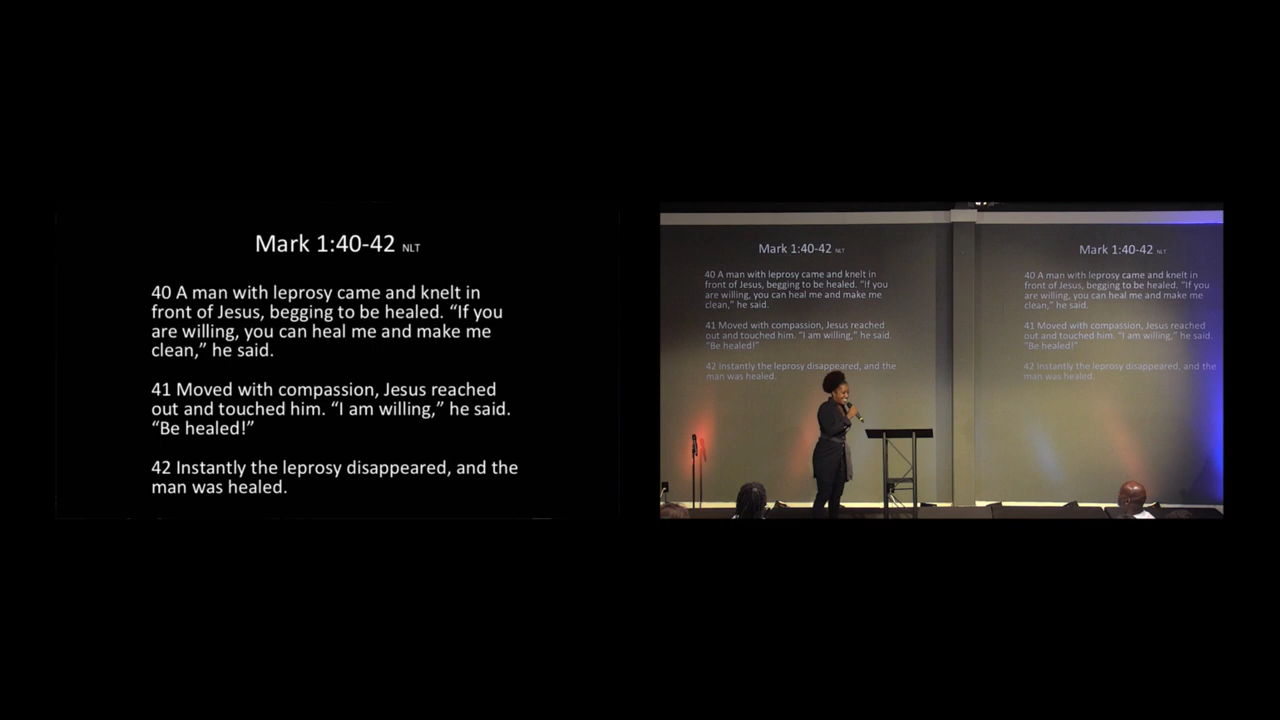 Mark 1:40-42 NLT
40 A man with leprosy came and knelt in
front of Jesus, begging to be healed. “If you
are willing, you can heal me and make me
clean,” he said.
41 Moved with compassion, Jesus reached
out and touched him. “I am willing,” he said.
“Be healed!”
42 Instantly the leprosy disappeared, and the
man was healed.
Mark 1:40-42 NLT
40 A man with leprosy came and knelt in
front of Jesus, begging to be healed. “If you
are willing, you can heal me and make me
clean,” he said.
41 Moved with compassion, Jesus reached
out and touched him. “I am willing,” he said.
“Be healed!”
42 Instantly the leprosy disappeared, and the
man was healed.
Mark 1:40-42 NLT
40 A man with leprosy came and knelt in
front of Jesus, begging to be healed. “If you
are willing, you can heal me and make me
clean,” he said.
41 Moved with compassion, Jesus reached
out and touched him. “I am willing,” he said.
“Be healed!”
42 Instantly the leprosy disappeared, and the
man was healed.